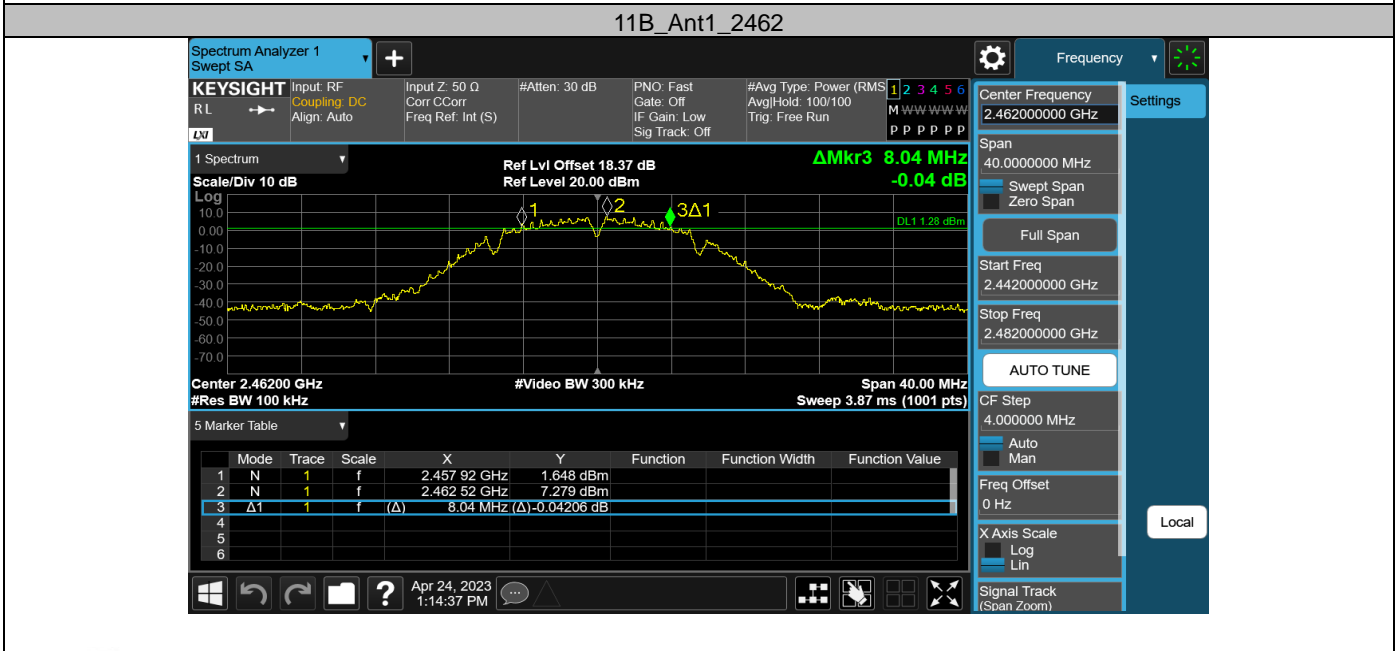 11B_Ant1_2462
Spectrum Analyzer 1
Swept SA
+
Frequency
KEYSIGHT
RL
LXI
Input: RF
Coupling: DC
Align: Auto
Input Z: 50 Ω
Corr CCorr
Freq Ref: Int (S)
#Atten: 30 dB
PNO: Fast
Gate: Off
IF Gain: Low
Sig Track: Off
#Avg Type: Power (RMS
Avg|Hold: 100/100
Trig: Free Run
1 2 3 4 5 6
M W W W W W
P P P P P P
1 Spectrum
Scale/Div 10 dB
Ref Lvl Offset 18.37 dB
Ref Level 20.00 dBm
ΔMkr3 8.04 MHz
-0.04 dB
Log
10.0
0.00
-10.0
-20.0
-30.0
-40.0
-50.0
-60.0
-70.0
1
2
3Δ1
DL1 1.28 dBm
Center 2.46200 GHz
#Video BW 300 kHz
Span 40.00 MHz
#Res BW 100 kHz
Sweep 3.87 ms (1001 pts)
5 Marker Table
Mode Trace Scale X Y Function Function Width Function Value
1 N 1 f 2.457 92 GHz 1.648 dBm
2 N 1 f 2.462 52 GHz 7.279 dBm
3 Δ1 1 f (Δ) 8.04 MHz (Δ)-0.04206 dB
4
5
6
?
Apr 24, 2023
1:14:37 PM
Center Frequency
2.462000000 GHz
Settings
Span
40.0000000 MHz
Swept Span
Zero Span
Full Span
Start Freq
2.442000000 GHz
Stop Freq
2.482000000 GHz
AUTO TUNE
CF Step
4.000000 MHz
Auto
Man
Freq Offset
0 Hz
X Axis Scale
Log
Lin
Local
Signal Track
(Span Zoom)